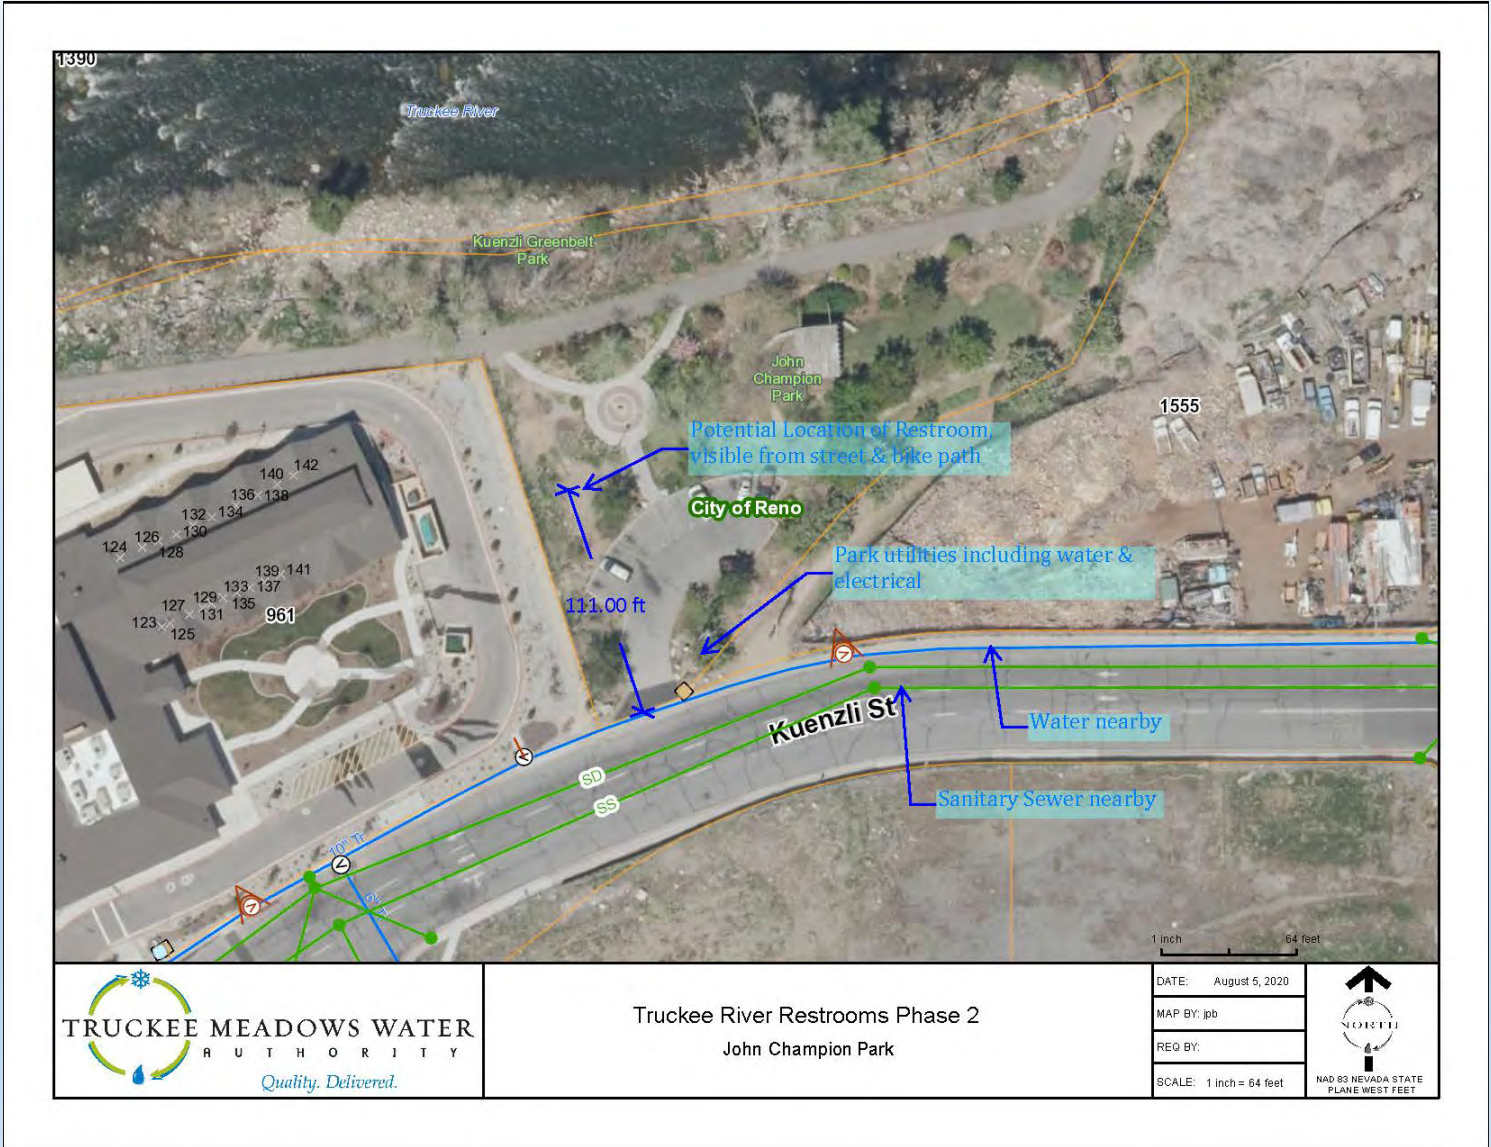 1390
Truckee River
Kuenzli Greenbelt
Park
John
Champion
Park
1555
Potential Location of Restroom,
visible from street & bike path
City of Reno
142
140
136
138
132
134
130
126
128
124
Park utilities including water &
electrical
139
141
133
137
129
135
127
131
961
123
125
111.00 ft
Kuenzli St
Water nearby
SD
SS
Sanitary Sewer nearby
10" Tr
6" Tr
1 inch
64 feet
TRUCKEE MEADOWS WATER
AUTHORITY
Quality. Delivered.
Truckee River Restrooms Phase 2
John Champion Park
DATE: August 5, 2020
MAP BY: jpb
REQ BY:
SCALE: 1 inch = 64 feet
NORTH
NAD 83 NEVADA STATE
PLANE WEST FEET